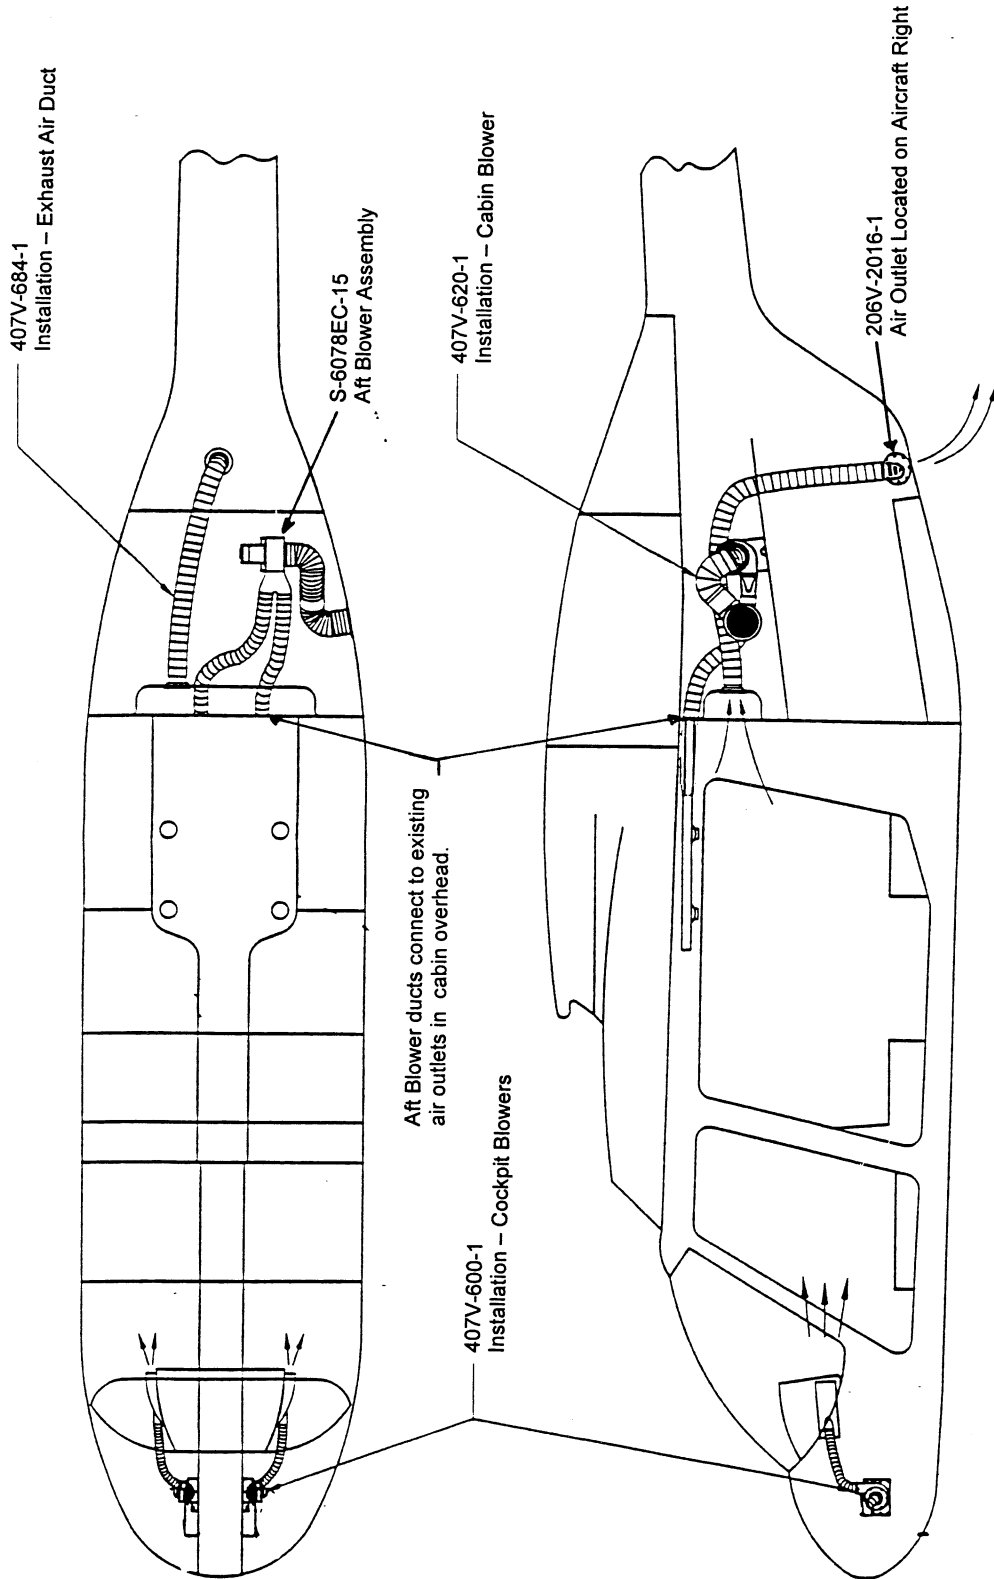 407V-684-1
Installation – Exhaust Air Duct
S-6078EC-15
Aft Blower Assembly
407V-620-1
Installation – Cabin Blower
206V-2016-1
Air Outlet Located on Aircraft Right
Aft Blower ducts connect to existing
air outlets in cabin overhead.
407V-600-1
Installation – Cockpit Blowers